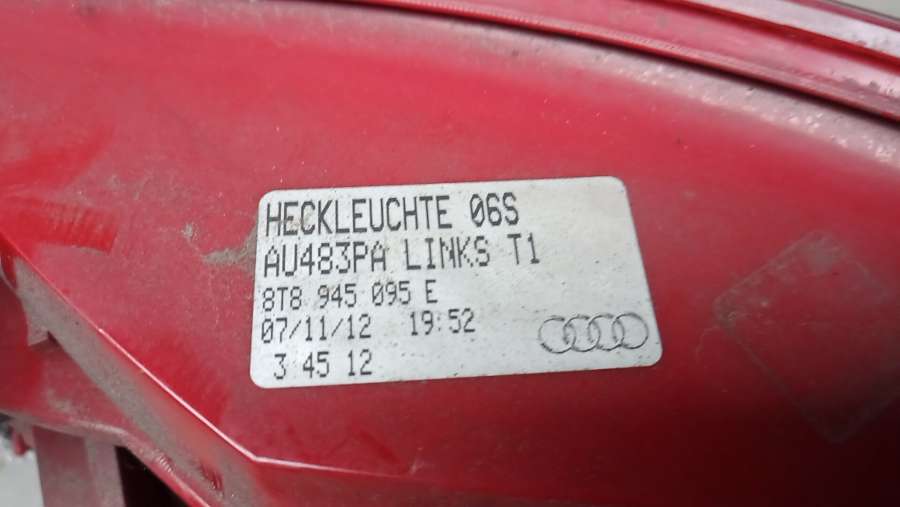 HECKLEUCHTE 06S
AU483PA LINKS T1
8T8 945 095 E
07/11/12 19:52
3 45 12